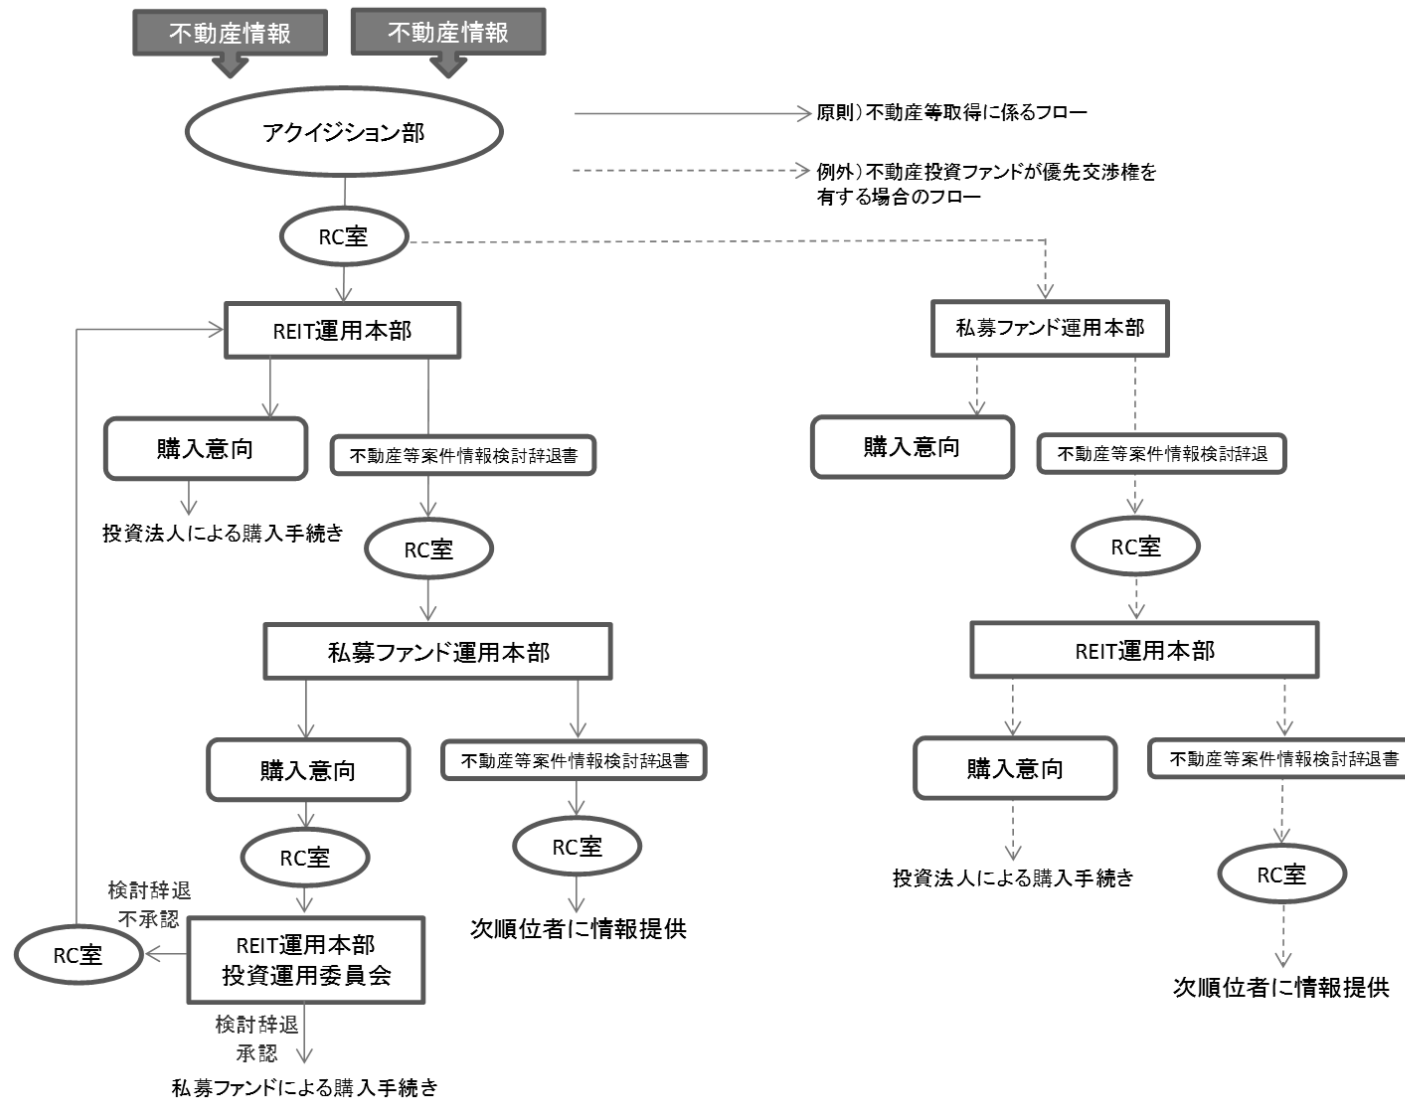 不動産情報
不動産情報
アクイジション部
原則）不動産等取得に係るフロー
例外）不動産投資ファンドが優先交渉権を
有する場合のフロー
RC室
REIT運用本部
私募ファンド運用本部
購入意向
不動産等案件情報検討辞退書
購入意向
不動産等案件情報検討辞退
投資法人による購入手続き
RC室
RC室
私募ファンド運用本部
REIT運用本部
購入意向
不動産等案件情報検討辞退書
購入意向
不動産等案件情報検討辞退書
RC室
RC室
投資法人による購入手続き
RC室
検討辞退
不承認
次順位者に情報提供
RC室
REIT運用本部
投資運用委員会
次順位者に情報提供
検討辞退
承認
私募ファンドによる購入手続き